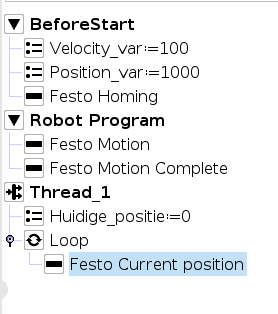 BeforeStart
Velocity_var:=100
Position_var:=1000
Festo Homing
Robot Program
Festo Motion
Festo Motion Complete
Thread_1
Huidige_positie:=0
Loop
Festo Current position